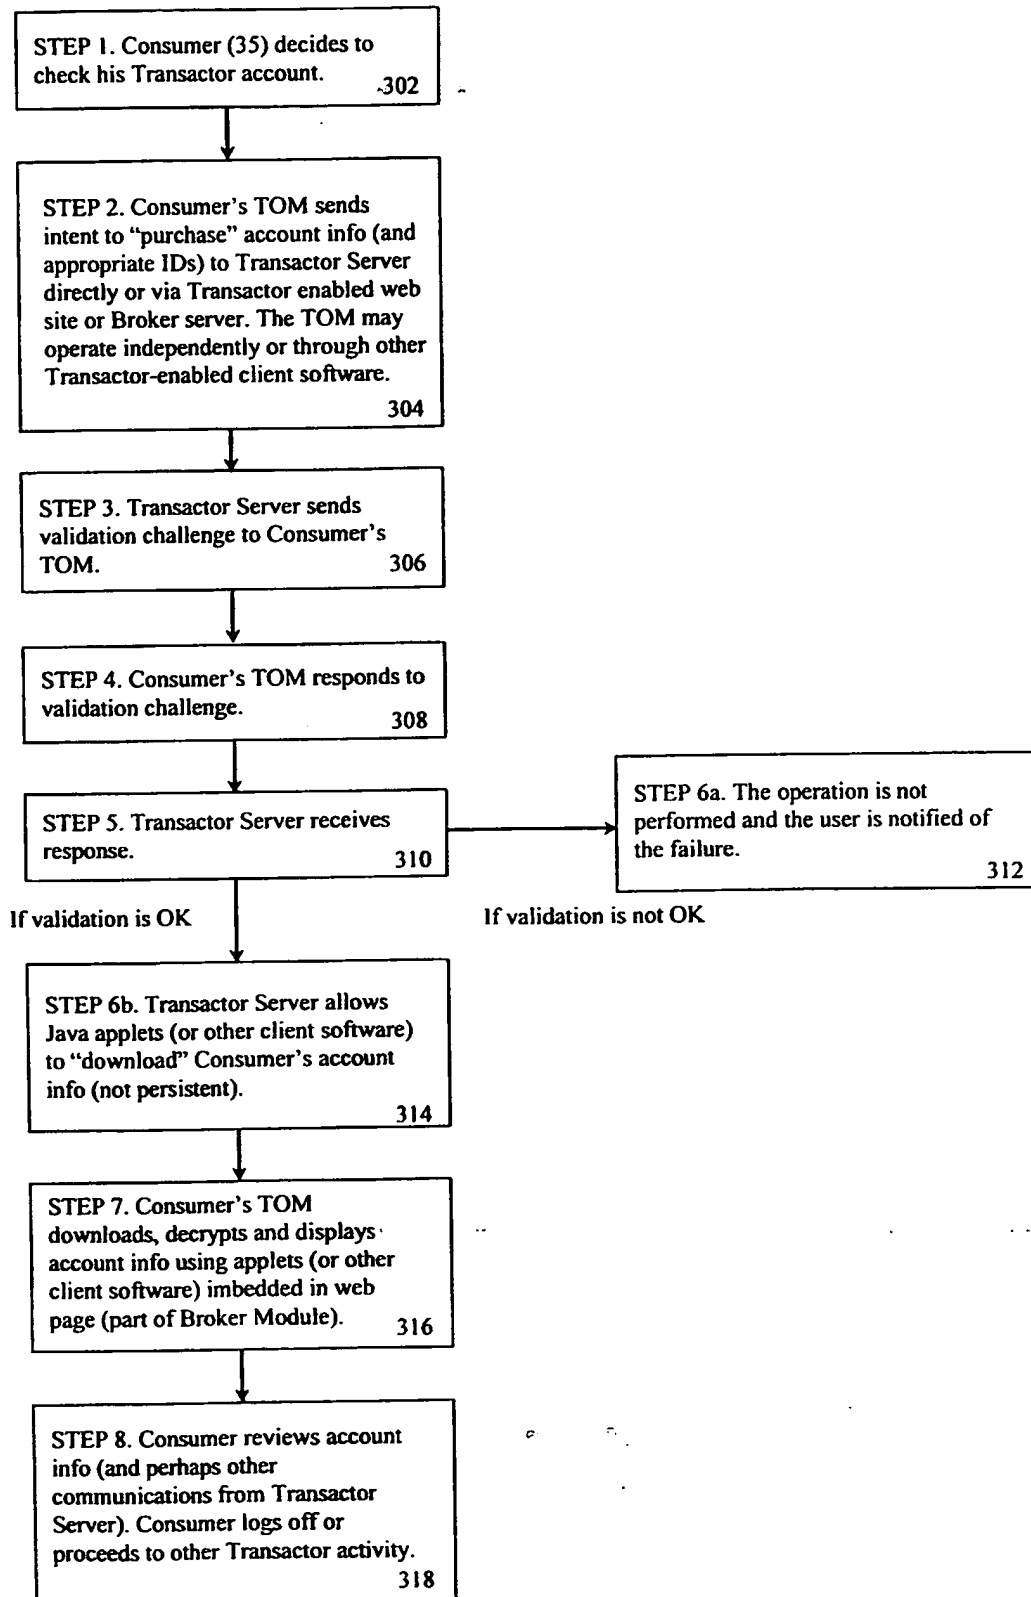 STEP 1. Consumer (35) decides to
check his Transactor account.
302
STEP 2. Consumer's TOM sends
intent to "purchase" account info (and
appropriate IDs) to Transactor Server
directly or via Transactor enabled web
site or Broker server. The TOM may
operate independently or through other
Transactor-enabled client software.
304
STEP 3. Transactor Server sends
validation challenge to Consumer's
TOM.
306
STEP 4. Consumer's TOM responds to
validation challenge.
308
STEP 5. Transactor Server receives
response.
310
STEP 6a. The operation is not
performed and the user is notified of
the failure.
312
If validation is OK
If validation is not OK
STEP 6b. Transactor Server allows
Java applets (or other client software)
to "download" Consumer's account
info (not persistent).
314
STEP 7. Consumer's TOM
downloads, decrypts and displays
account info using applets (or other
client software) imbedded in web
page (part of Broker Module).
316
STEP 8. Consumer reviews account
info (and perhaps other
communications from Transactor
Server). Consumer logs off or
proceeds to other Transactor activity.
318